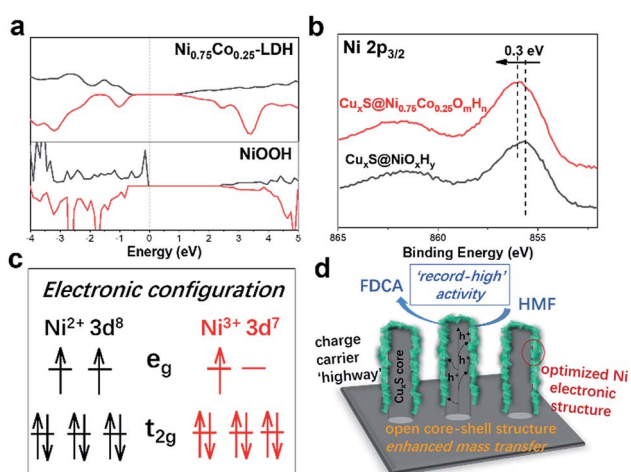 a
Ni0.75Co0.25-LDH
NiOOH
-4 -3 -2 -1 0 1 2 3 4 5
Energy (eV)
b
Ni 2p3/2
0.3 eV
CuxS@Ni0.75Co0.25OmHn
CuxS@NiOxHy
865 860 855
Binding Energy (eV)
c
Electronic configuration
Ni2+ 3d8
Ni3+ 3d7
eg
t2g
d
'record-high'
activity
FDCA
HMF
charge
carrier
'highway'
CuxS core
h+
h+
h+
optimized Ni
electronic
structure
open core-shell structure
enhanced mass transfer